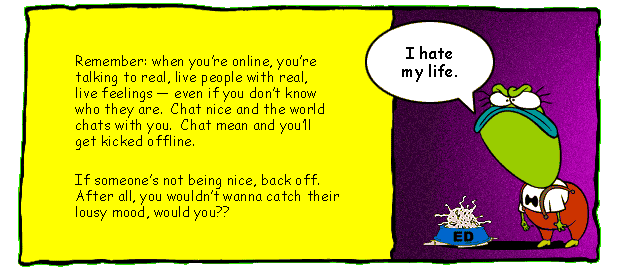 Remember: when you're online, you're
talking to real, live people with real,
live feelings — even if you don't know
who they are. Chat nice and the world
chats with you. Chat mean and you'll
get kicked offline.
If someone's not being nice, back off.
After all, you wouldn't wanna catch their
lousy mood, would you??
I hate
my life.
ED